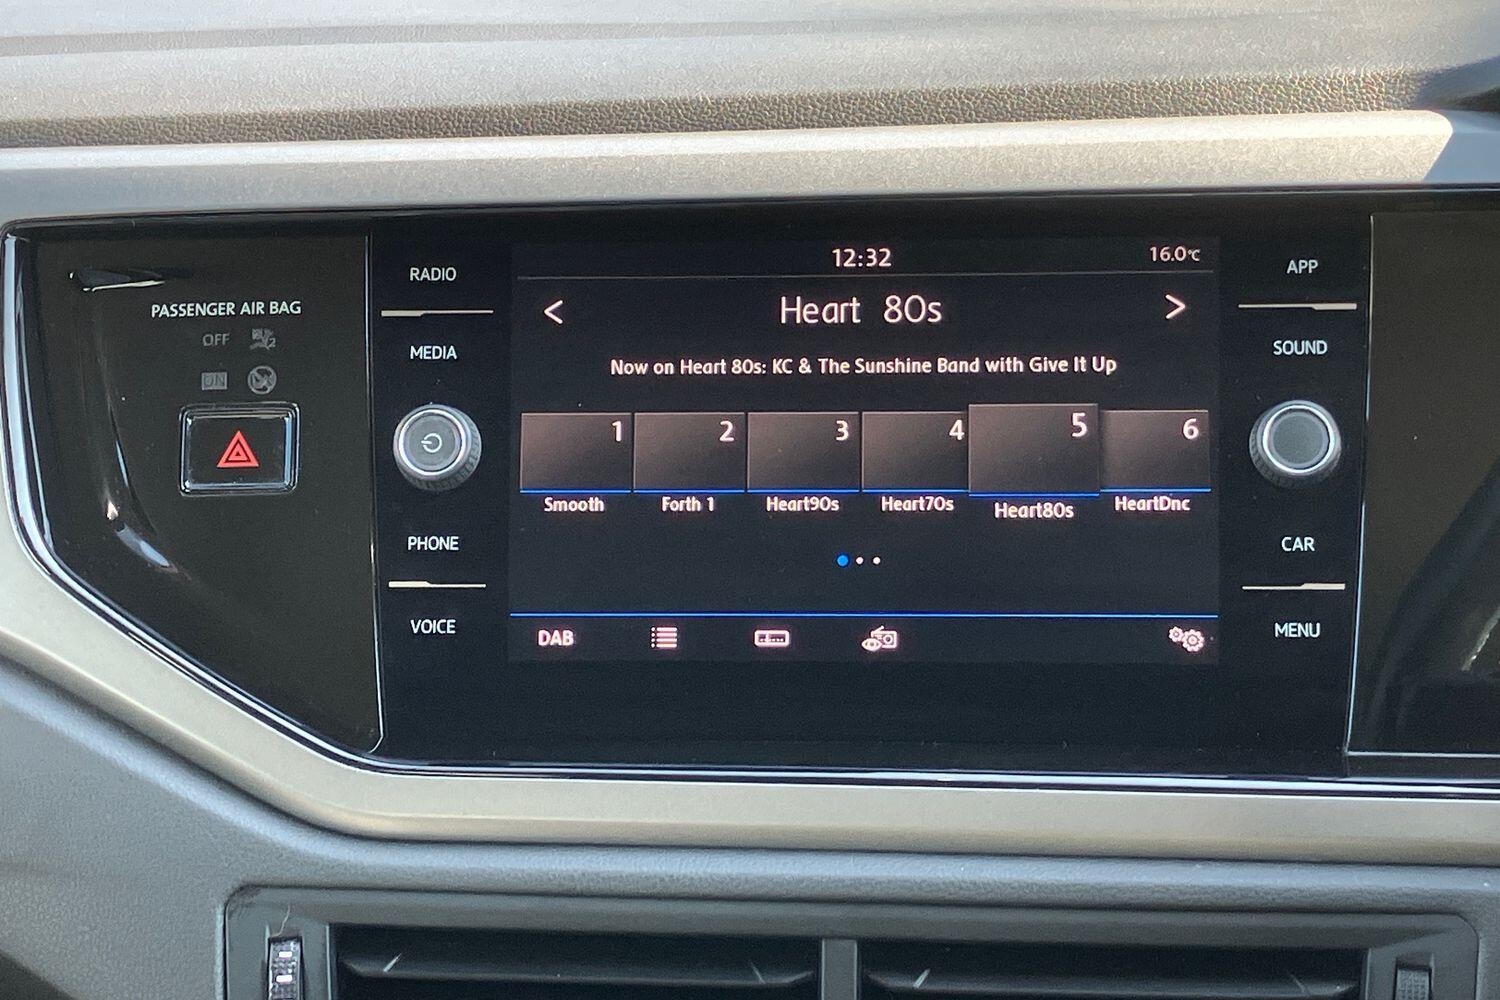 PASSENGER AIR BAG
OFF
ON
RADIO
MEDIA
PHONE
VOICE
12:32
16.0°C
< Heart 80s >
Now on Heart 80s: KC & The Sunshine Band with Give It Up
1 2 3 4 5 6
Smooth Forth 1 Heart90s Heart70s Heart80s HeartDnc
DAB
APP
SOUND
CAR
MENU